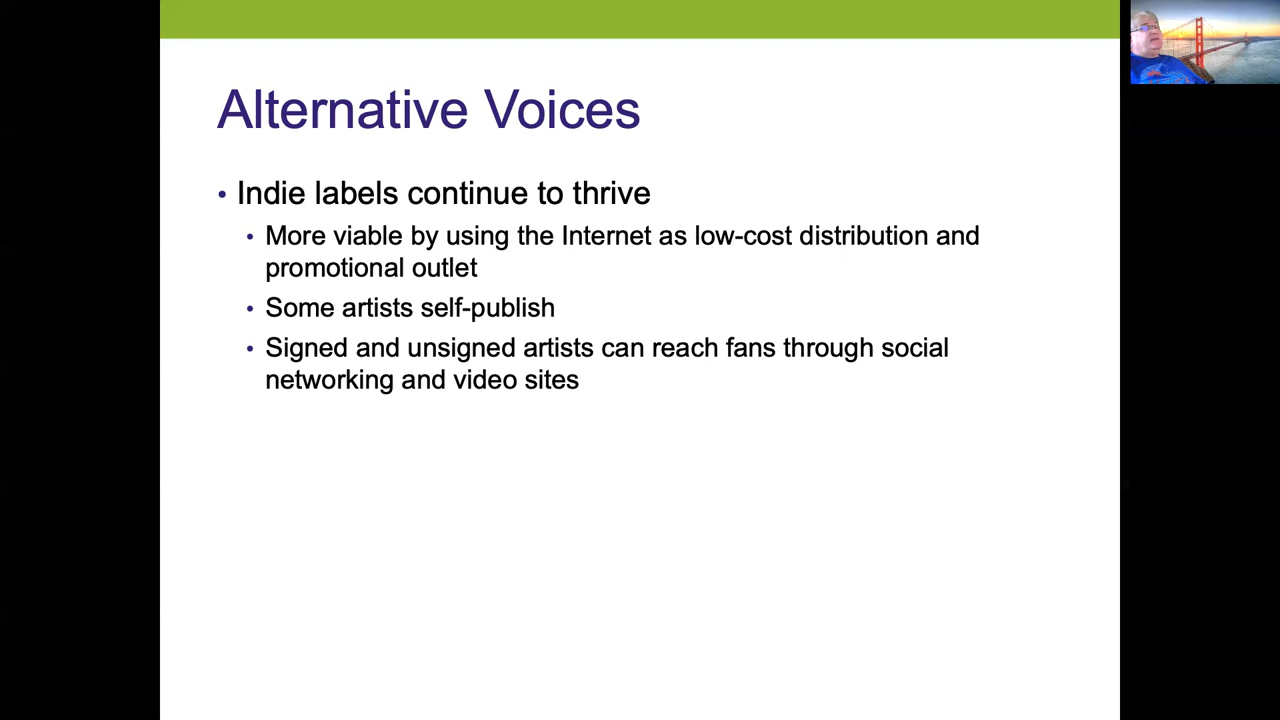 Alternative Voices
• Indie labels continue to thrive
• More viable by using the Internet as low-cost distribution and
promotional outlet
• Some artists self-publish
• Signed and unsigned artists can reach fans through social
networking and video sites